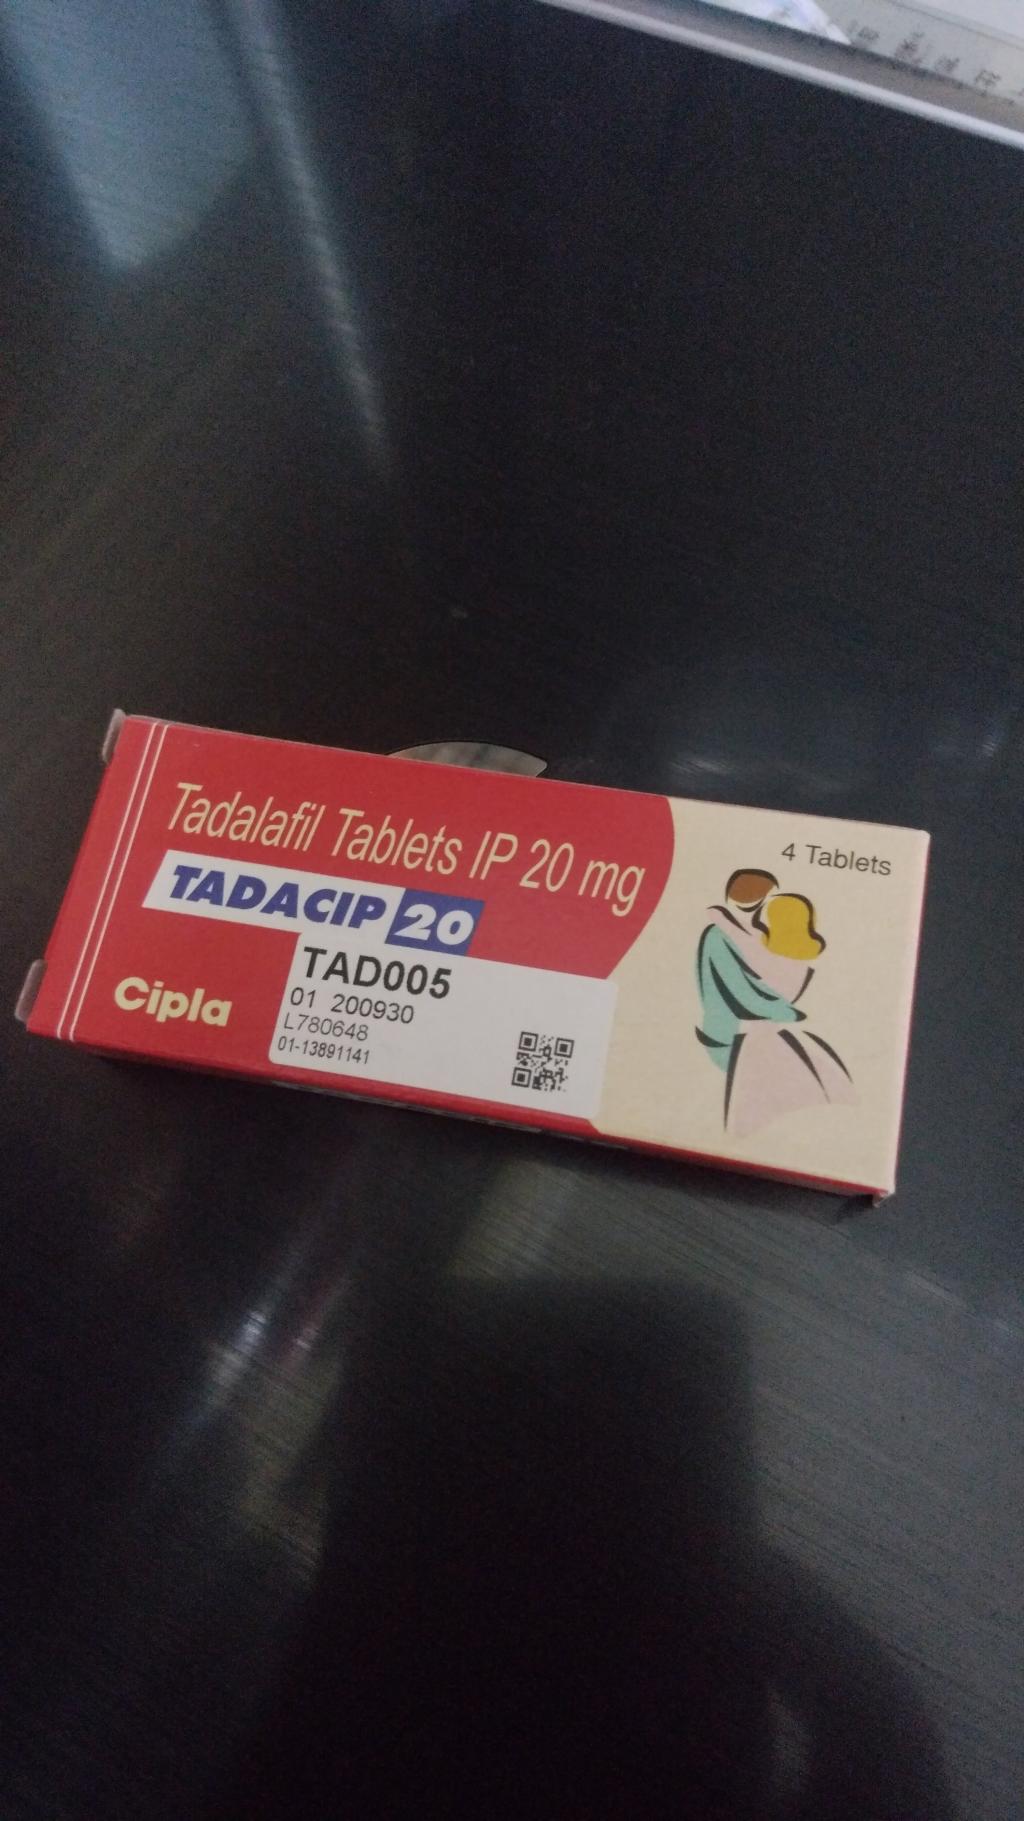 Tadalafil Tablets IP 20 mg
4 Tablets
TADACIP 20
Cipla
TAD005
01 200930
L780648
01-13891141